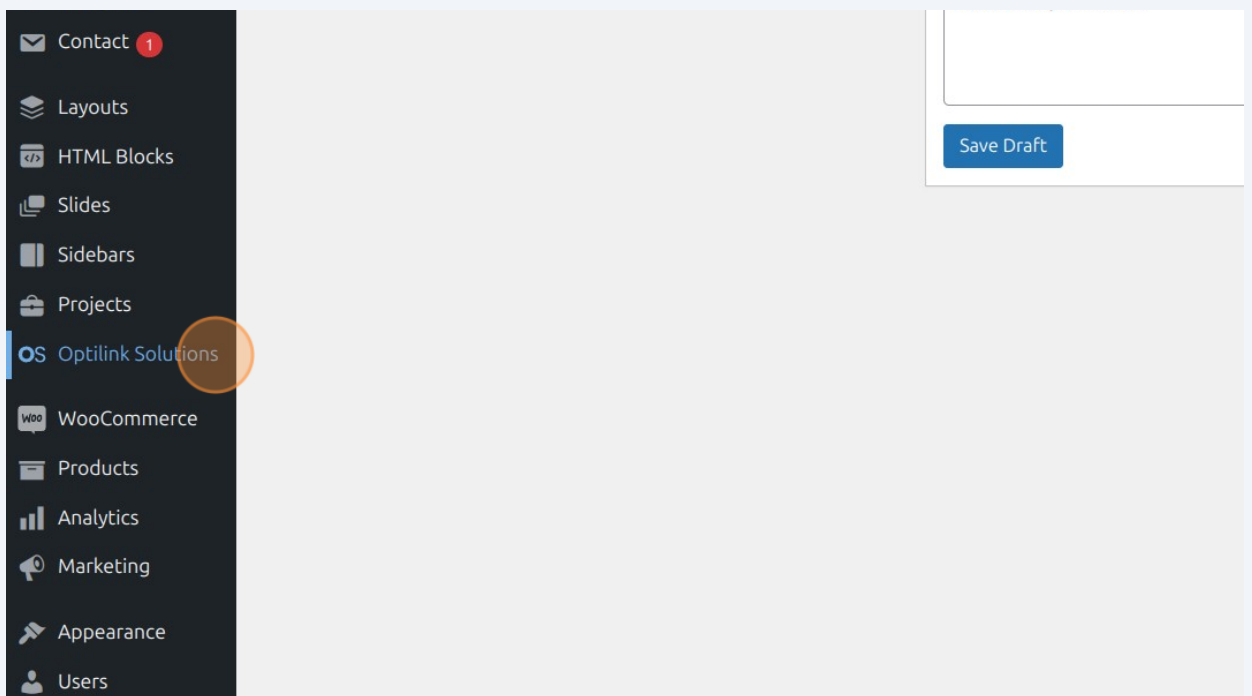 Contact 1
Layouts
HTML Blocks
Save Draft
Slides
Sidebars
Projects
OS Optilink Solutions
Woo WooCommerce
Products
Analytics
Marketing
Appearance
Users